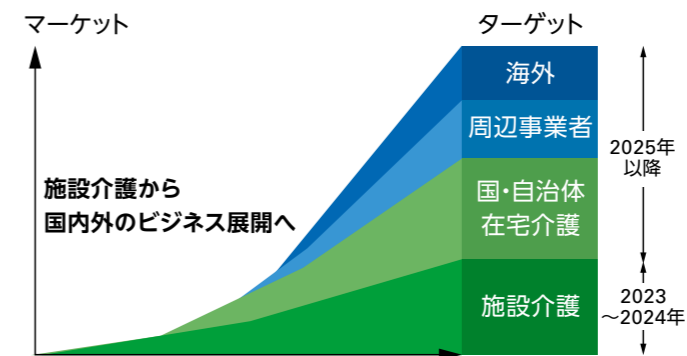 マーケット
ターゲット
海外
周辺事業者
国・自治体
在宅介護
施設介護
2025年
以降
2023
～2024年
施設介護から
国内外のビジネス展開へ